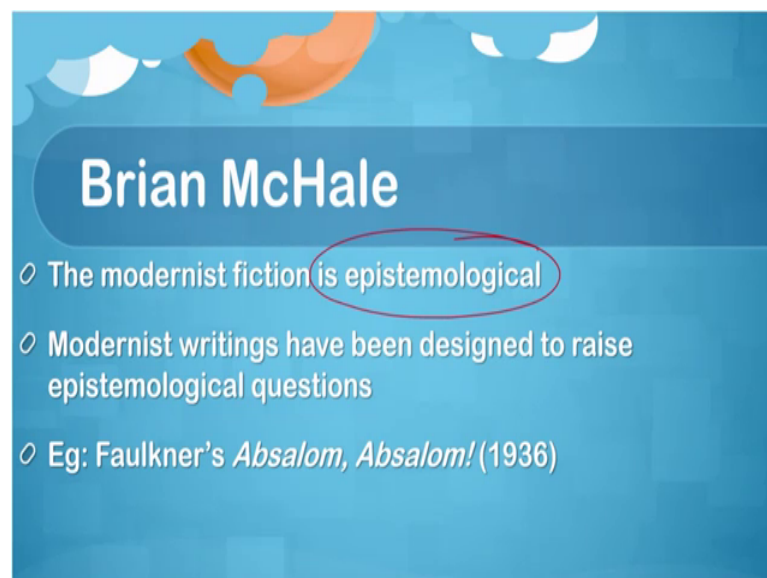 Brian McHale
The modernist fiction is epistemological
Modernist writings have been designed to raise
epistemological questions
Eg: Faulkner's Absalom, Absalom! (1936)